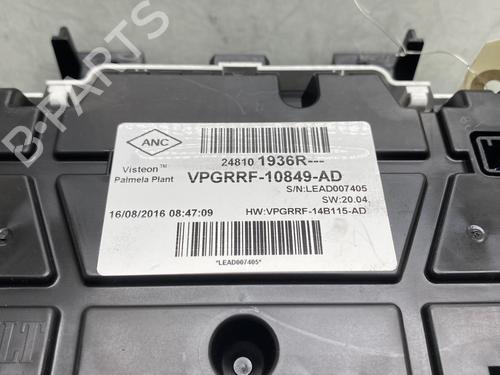 B-PARTS
ANC
Visteon™
Palmela Plant
24810 1936R---
VPGRRF-10849-AD
S/N:LEAD007405
SW:20.04
16/08/2016 08:47:09
HW:VPGRRF-14B115-AD
*LEAD007405*